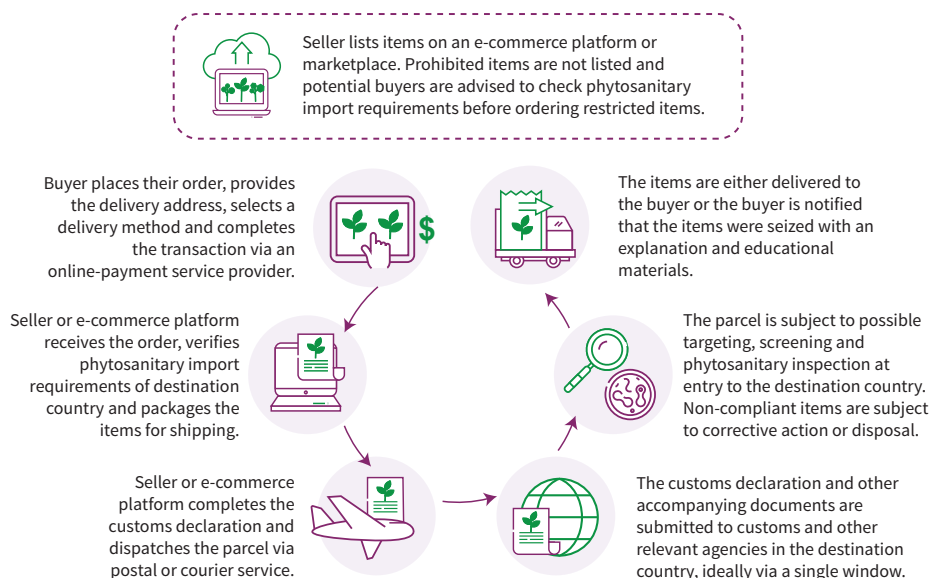 Seller lists items on an e-commerce platform or
marketplace. Prohibited items are not listed and
potential buyers are advised to check phytosanitary
import requirements before ordering restricted items.
Buyer places their order, provides
the delivery address, selects a
delivery method and completes
the transaction via an
online-payment service provider.
$
Seller or e-commerce platform
receives the order, verifies
phytosanitary import
requirements of destination
country and packages the
items for shipping.
Seller or e-commerce
platform completes the
customs declaration and
dispatches the parcel via
postal or courier service.
The customs declaration and other
accompanying documents are
submitted to customs and other
relevant agencies in the destination
country, ideally via a single window.
The parcel is subject to possible
targeting, screening and
phytosanitary inspection at
entry to the destination country.
Non-compliant items are subject
to corrective action or disposal.
The items are either delivered to
the buyer or the buyer is notified
that the items were seized with an
explanation and educational
materials.